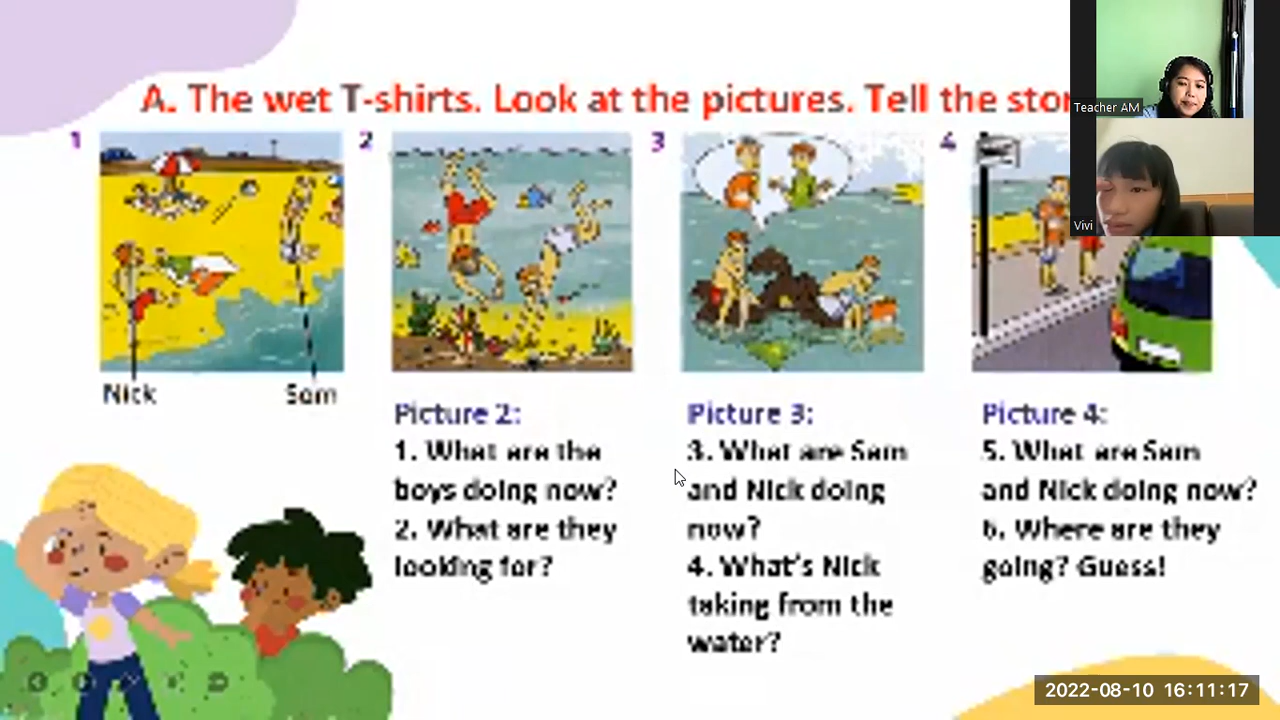 A. The wet T-shirts. Look at the pictures. Tell the stor
1
2
3
4
Nick
Sam
Picture 2:
1. What are the
boys doing now?
2. What are they
looking for?
Picture 3:
3. What are Sam
and Nick doing
now?
4. What's Nick
taking from the
water?
Picture 4:
5. What are Sam
and Nick doing now?
6. Where are they
going? Guess!
Teacher AM
Vivi
2022-08-10 16:11:17